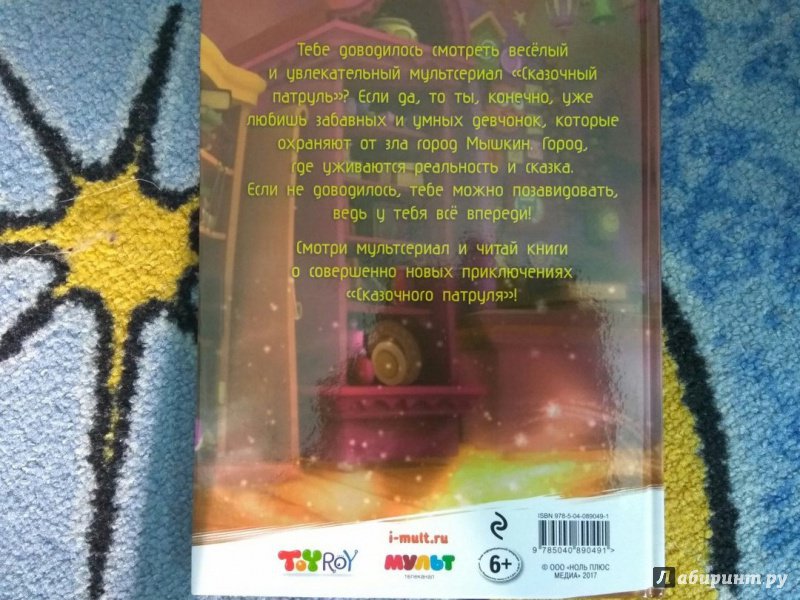 Тебе доводилось смотреть весёлый
и увлекательный мультсериал «Сказочный
патруль»? Если да, то ты, конечно, уже
любишь забавных и умных девчонок, которые
охраняют от зла город Мышкин. Город,
где уживаются реальность и сказка.
Если не доводилось, тебе можно позавидовать,
ведь у тебя всё впереди!
Смотри мультсериал и читай книги
о совершенно новых приключениях
«Сказочного патруля»!
ISBN 978-5-04-089049-1
9 785040 890491 >
i-mult.ru
TOYROY
МУЛЬТ
телеканал
6+
© ООО «НОЛЬ ПЛЮС
МЕДИА» 2017
Лабиринт.ру